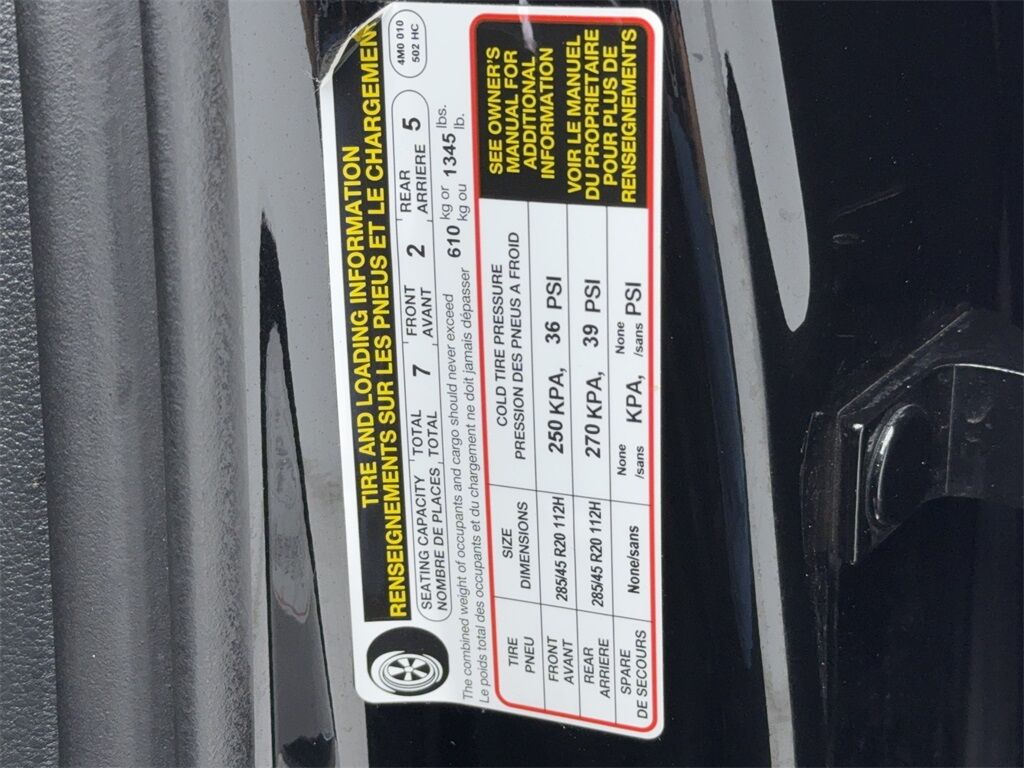 TIRE AND LOADING INFORMATION
RENSEIGNEMENTS SUR LES PNEUS ET LE CHARGEMENT
4M0 010
502 HC
SEATING CAPACITY TOTAL 7 FRONT 2 REAR 5
NOMBRE DE PLACES TOTAL AVANT ARRIERE
The combined weight of occupants and cargo should never exceed 610 kg or 1345 lbs.
Le poids total des occupants et du chargement ne doit jamais dépasser kg ou lb.
TIRE SIZE COLD TIRE PRESSURE
PNEU DIMENSIONS PRESSION DES PNEUS A FROID
FRONT
AVANT 285/45 R20 112H 250 KPA, 36 PSI
REAR
ARRIERE 285/45 R20 112H 270 KPA, 39 PSI
SPARE
DE SECOURS None/sans None/sans KPA, None/sans PSI
SEE OWNER'S
MANUAL FOR
ADDITIONAL
INFORMATION
VOIR LE MANUEL
DU PROPRIETAIRE
POUR PLUS DE
RENSEIGNEMENTS